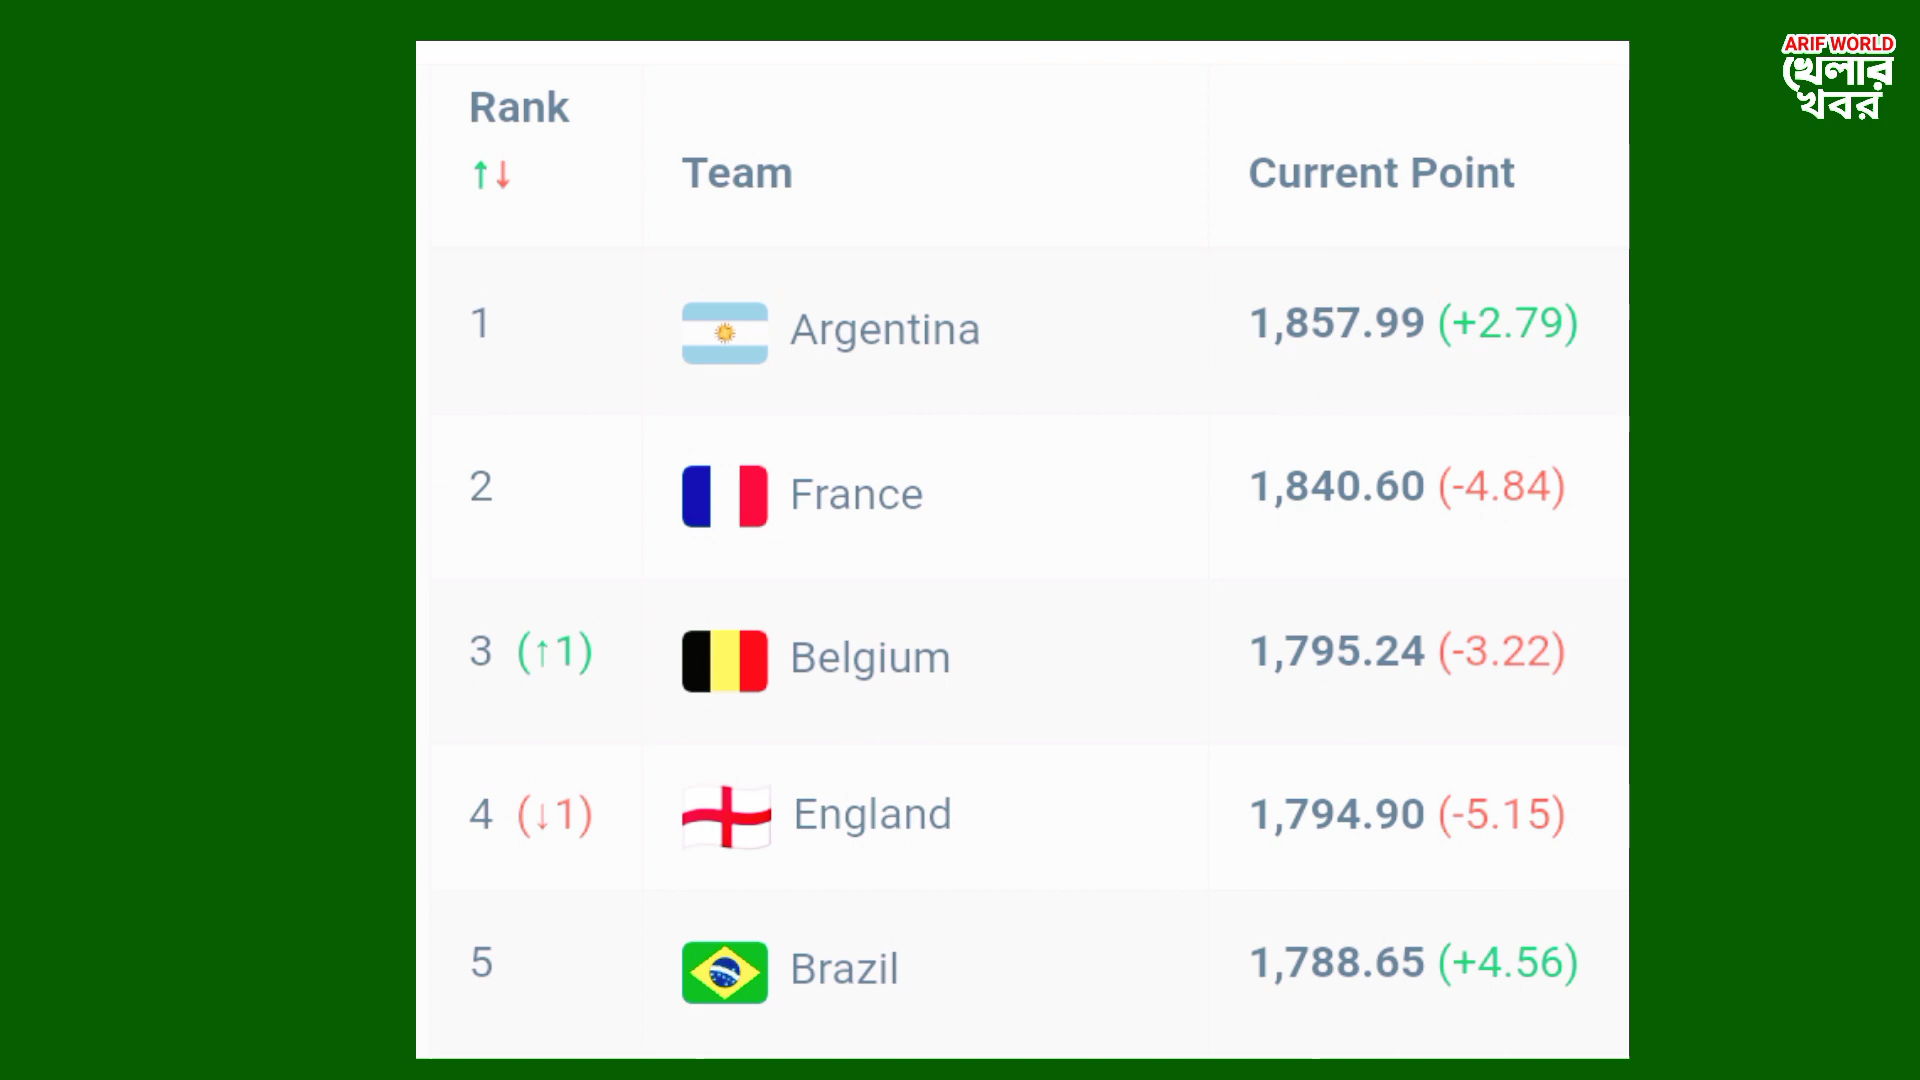 ARIF WORLD
খেলার
খবর
Rank
↑↓
Team
Current Point
1 Argentina 1,857.99 (+2.79)
2 France 1,840.60 (-4.84)
3 (↑1) Belgium 1,795.24 (-3.22)
4 (↓1) England 1,794.90 (-5.15)
5 Brazil 1,788.65 (+4.56)